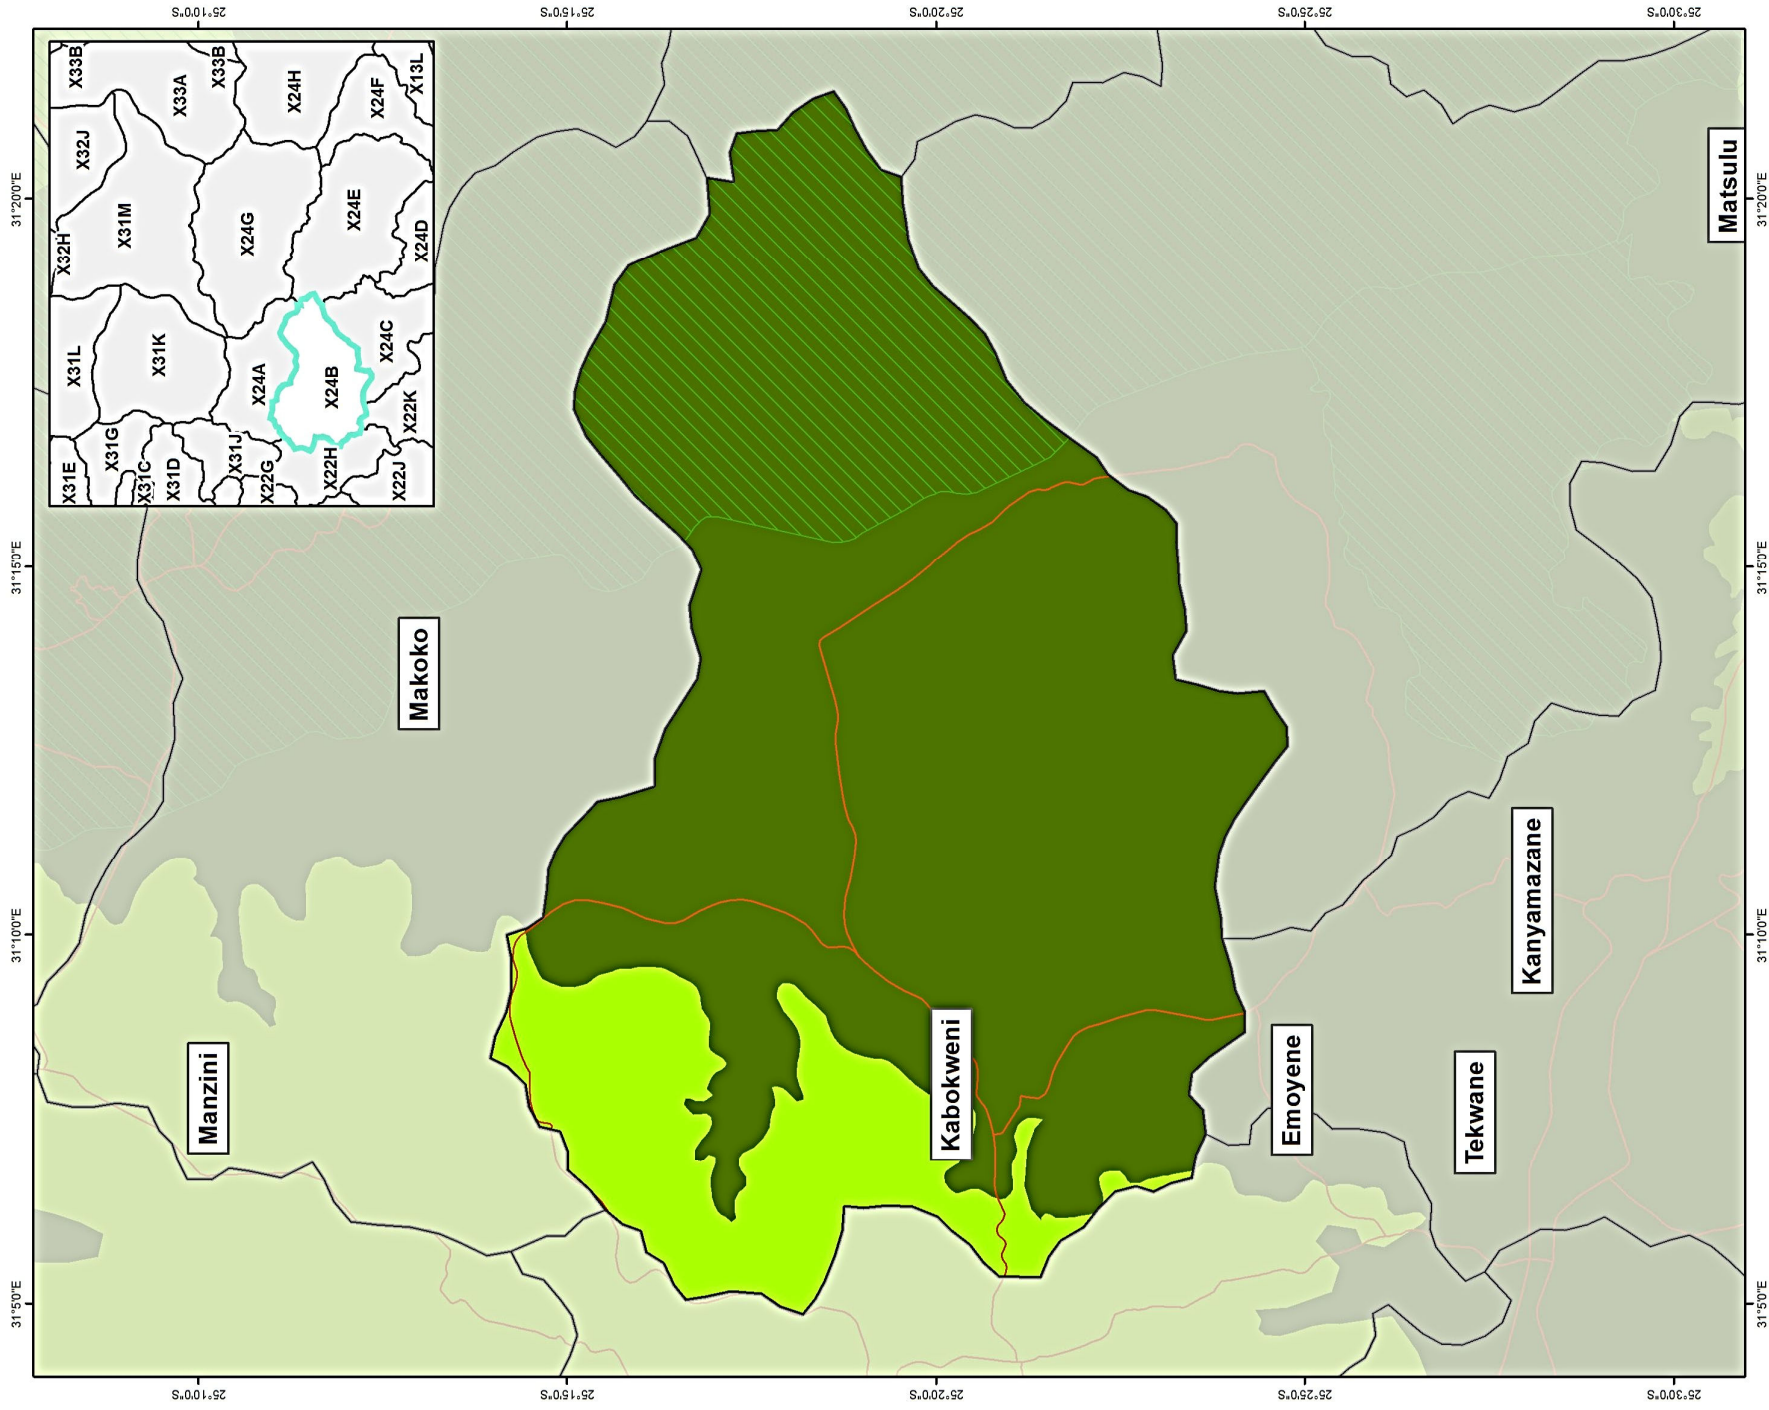 25°10'0"S
25°15'0"S
25°20'0"S
25°25'0"S
25°30'0"S
31°20'0"E
31°15'0"E
31°10'0"E
31°5'0"E
X33B
X33A
X33B
X24H
X24F
X13L
X32J
X32H
X31M
X24G
X24E
X24D
X31L
X31K
X24A
X24B
X24C
X22K
X31E
X31G
X31C
X31D
X31J
X22G
X22H
X22J
Matsulu
Makoko
Kanyamazane
Manzini
Kabokweni
Emoyene
Tekwane
31°20'0"E
31°15'0"E
31°10'0"E
31°5'0"E
25°10'0"S
25°15'0"S
25°20'0"S
25°25'0"S
25°30'0"S